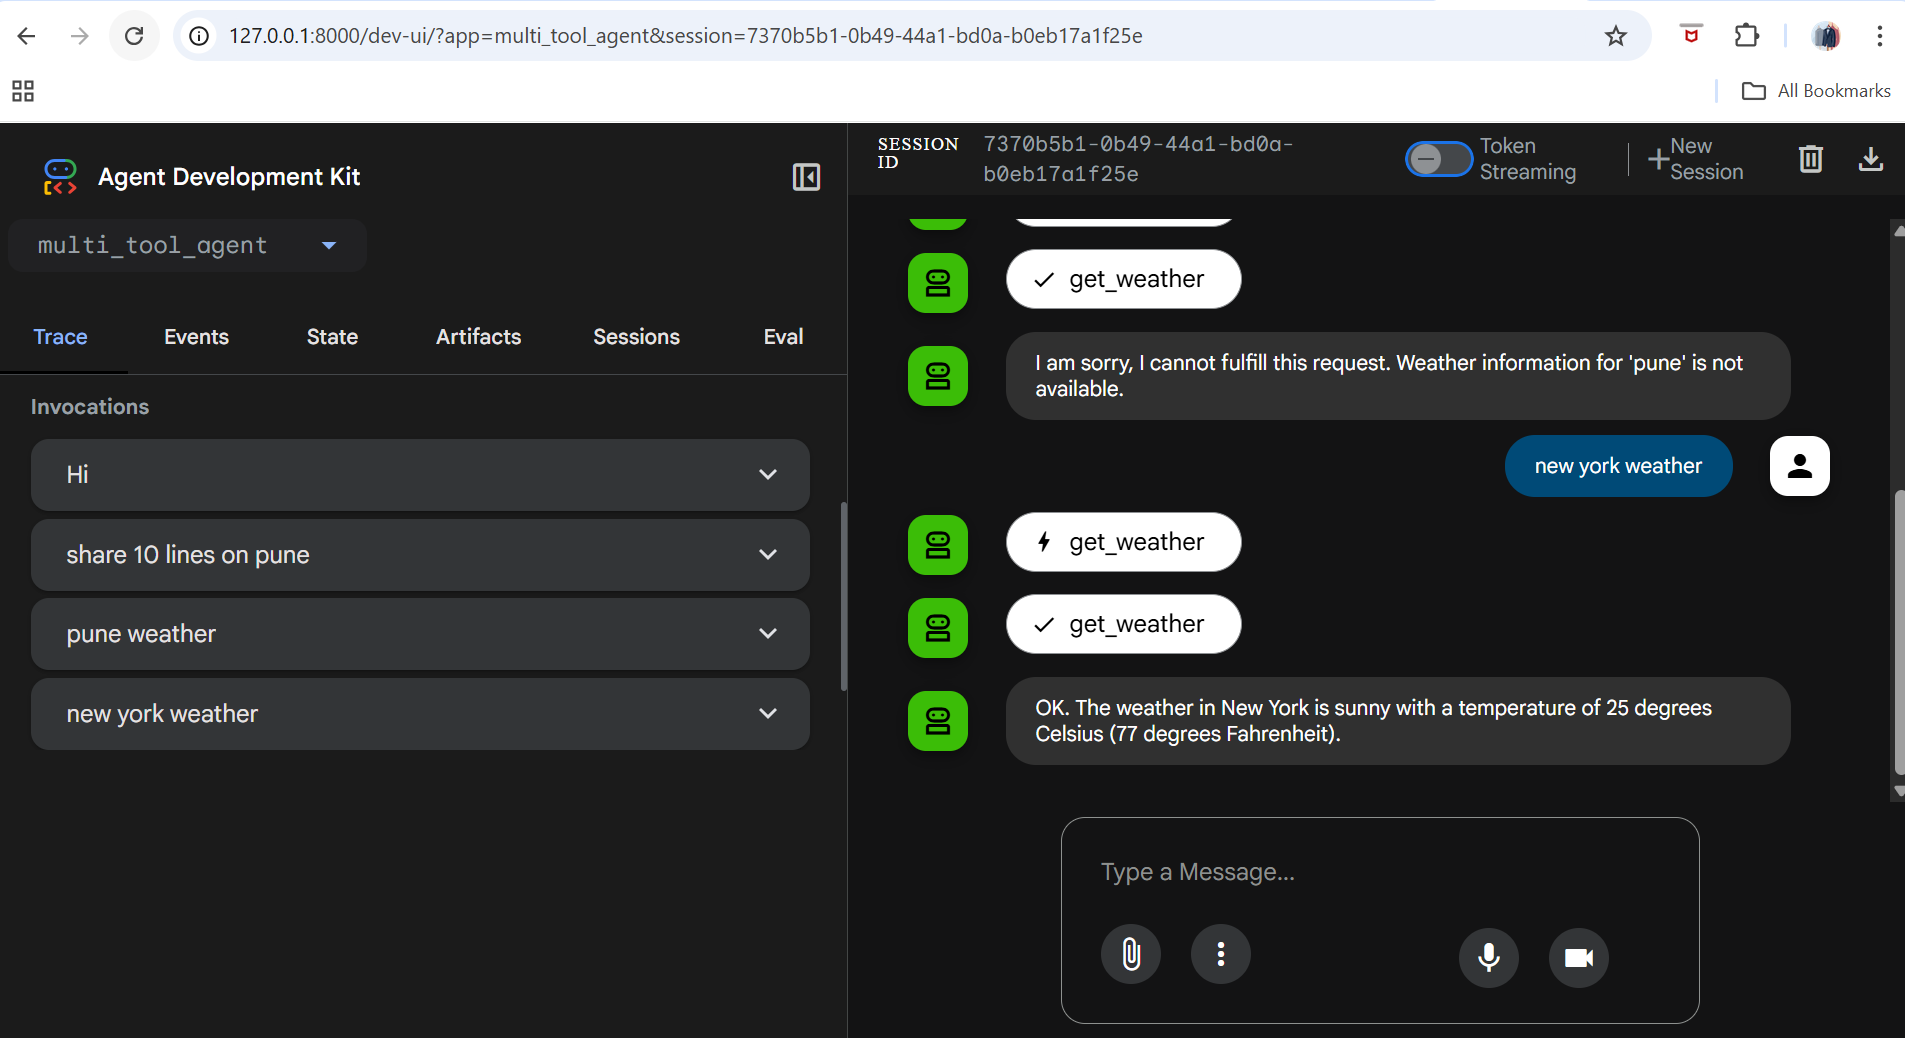 127.0.0.1:8000/dev-ui/?app=multi_tool_agent&session=7370b5b1-0b49-44a1-bd0a-b0eb17a1f25e
All Bookmarks
Agent Development Kit
multi_tool_agent
Trace
Events
State
Artifacts
Sessions
Eval
Invocations
Hi
share 10 lines on pune
pune weather
new york weather
SESSION
ID
7370b5b1-0b49-44a1-bd0a-
b0eb17a1f25e
Token
Streaming
New
Session
get_weather
I am sorry, I cannot fulfill this request. Weather information for 'pune' is not
available.
new york weather
get_weather
get_weather
OK. The weather in New York is sunny with a temperature of 25 degrees
Celsius (77 degrees Fahrenheit).
Type a Message...